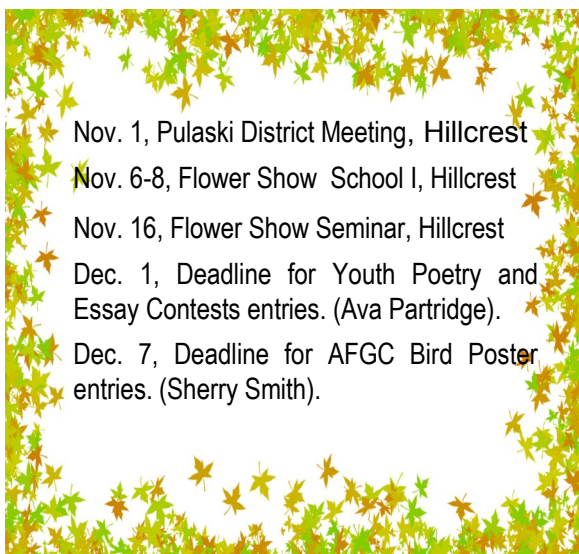 Nov. 1, Pulaski District Meeting, Hillcrest
Nov. 6-8, Flower Show School I, Hillcrest
Nov. 16, Flower Show Seminar, Hillcrest
Dec. 1, Deadline for Youth Poetry and
Essay Contests entries. (Ava Partridge).
Dec. 7, Deadline for AFGC Bird Poster
entries. (Sherry Smith).